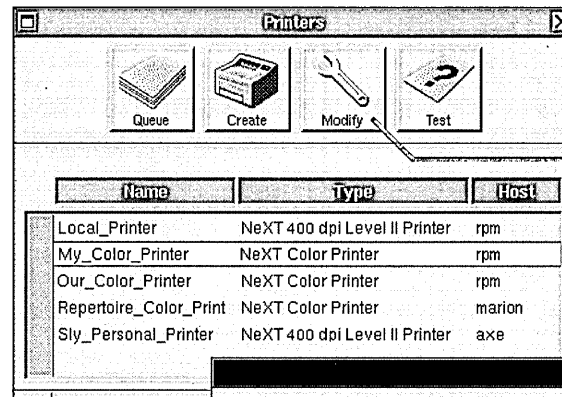 Printers
Queue Create Modify Test
Name Type Host
Local_Printer NeXT 400 dpi Level II Printer rpm
My_Color_Printer NeXT Color Printer rpm
Our_Color_Printer NeXT Color Printer rpm
Repertoire_Color_Print NeXT Color Printer marion
Sly_Personal_Printer NeXT 400 dpi Level II Printer axe